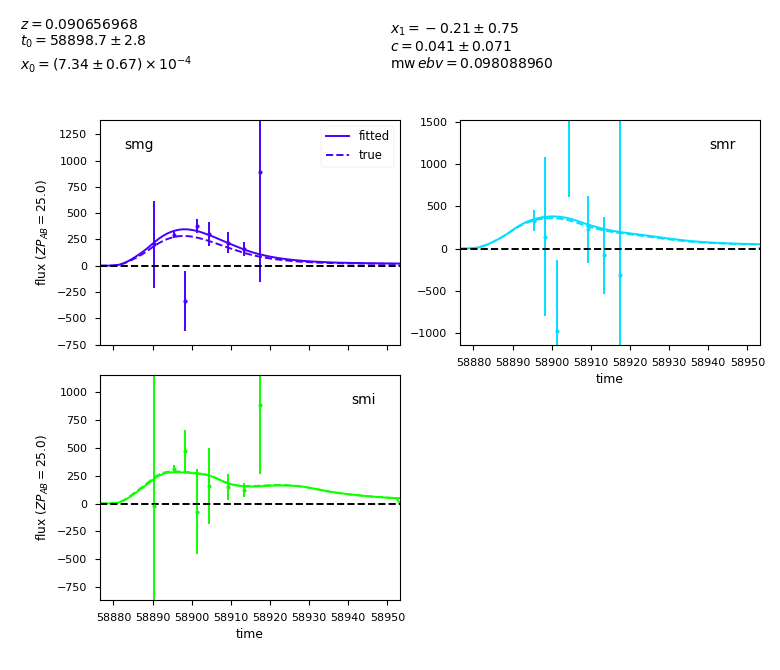 z = 0.090656968
t₀ = 58898.7 ± 2.8
x₀ = (7.34 ± 0.67) × 10⁻⁴
x₁ = −0.21 ± 0.75
c = 0.041 ± 0.071
mw ebv = 0.098088960
smg
fitted
true
flux (ZP_AB = 25.0)
1250
1000
750
500
250
0
−250
−500
−750
smr
1500
1000
500
0
−500
−1000
58880 58890 58900 58910 58920 58930 58940 58950
time
smi
flux (ZP_AB = 25.0)
1000
750
500
250
0
−250
−500
−750
58880 58890 58900 58910 58920 58930 58940 58950
time